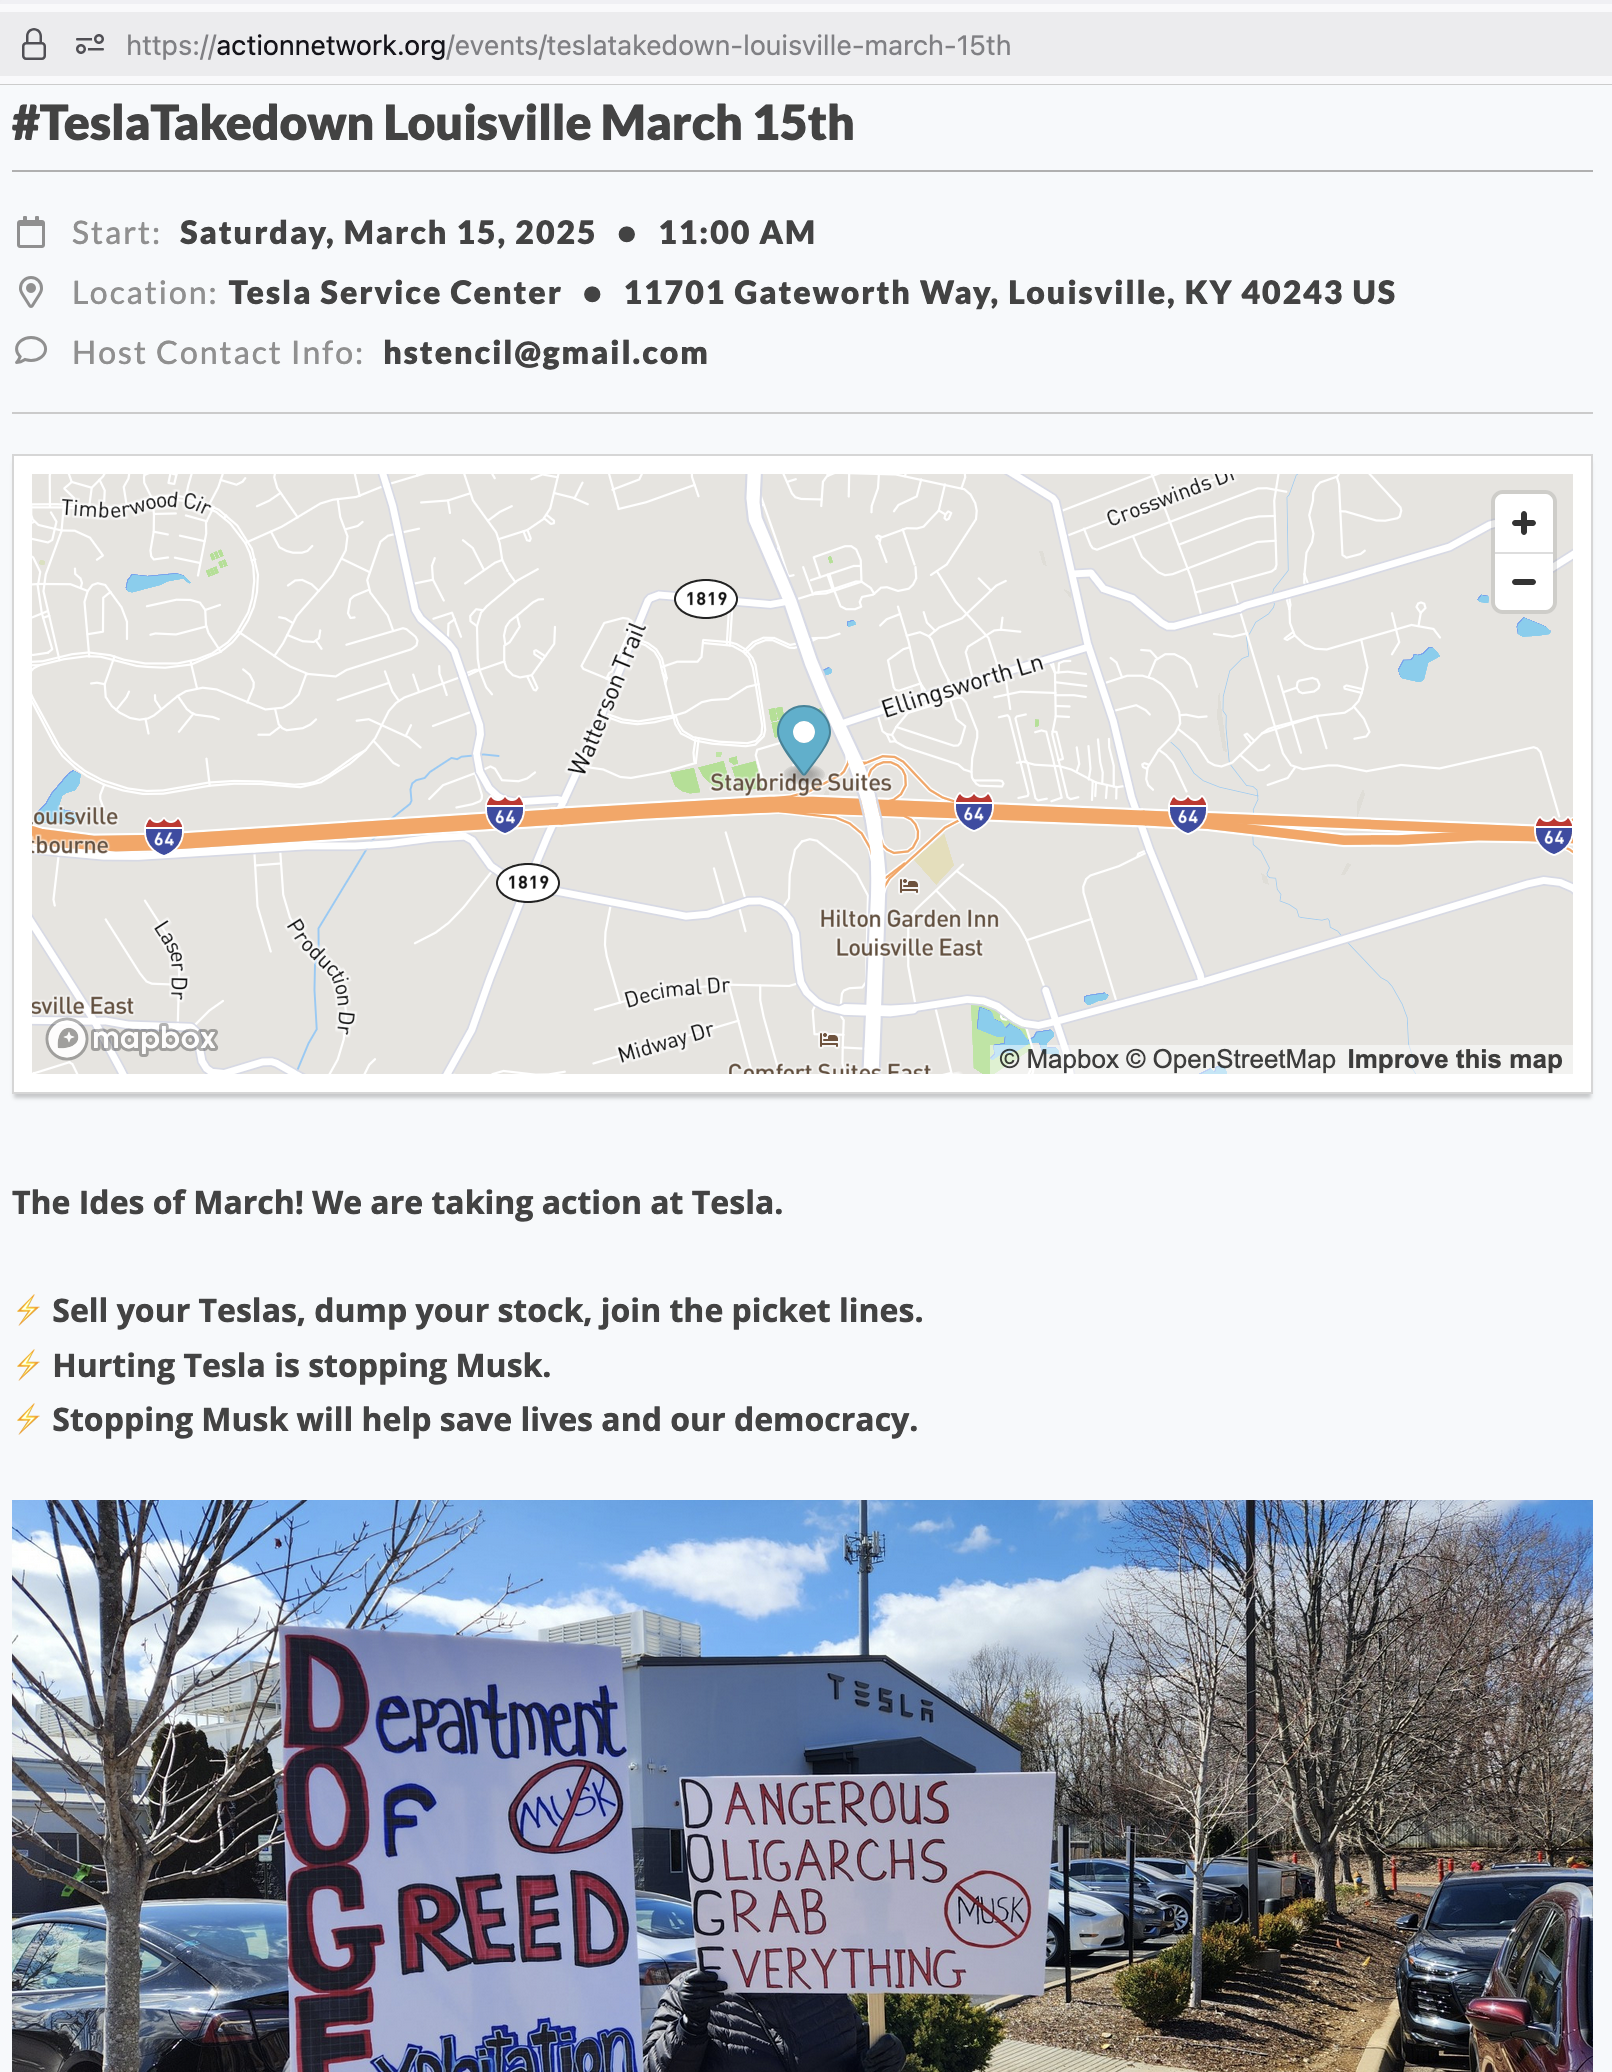 https://actionnetwork.org/events/teslatakedown-louisville-march-15th
#TeslaTakedown Louisville March 15th
Start: Saturday, March 15, 2025 ● 11:00 AM
Location: Tesla Service Center ● 11701 Gateworth Way, Louisville, KY 40243 US
Host Contact Info: hstencil@gmail.com
Timberwood Cir
Crosswinds Dr
+
−
1819
Watterson Trail
Ellingsworth Ln
Staybridge Suites
ouisville
bourne
64
64
64
64
64
1819
Hilton Garden Inn
Louisville East
Laser Dr
Production Dr
Decimal Dr
sville East
Midway Dr
mapbox
Comfort Suites East
© Mapbox © OpenStreetMap Improve this map
The Ides of March! We are taking action at Tesla.
⚡ Sell your Teslas, dump your stock, join the picket lines.
⚡ Hurting Tesla is stopping Musk.
⚡ Stopping Musk will help save lives and our democracy.
TESLA
DEPartment
OF
MUSK
GREED
Exploitation
DANGEROUS
OLIGARCHS
GRAB
MUSK
EVERYTHING